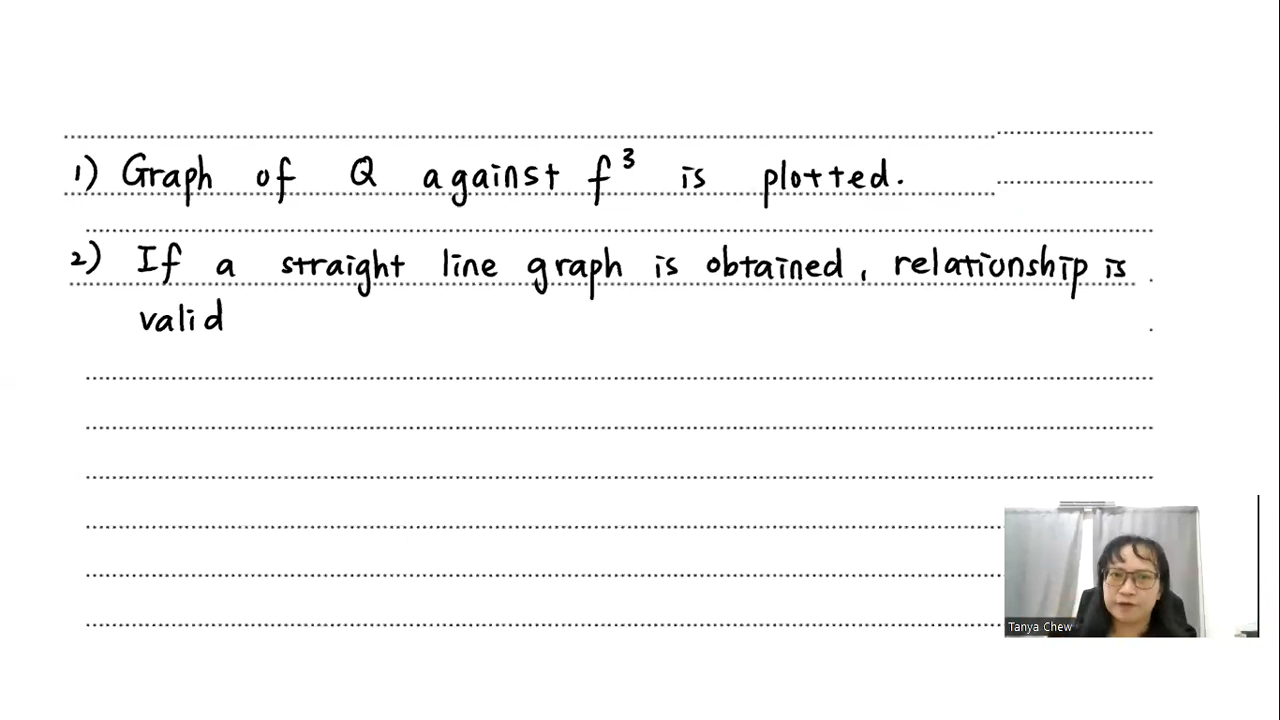 1) Graph of Q against f³ is plotted.
2) If a straight line graph is obtained, relationship is
valid
Tanya Chew